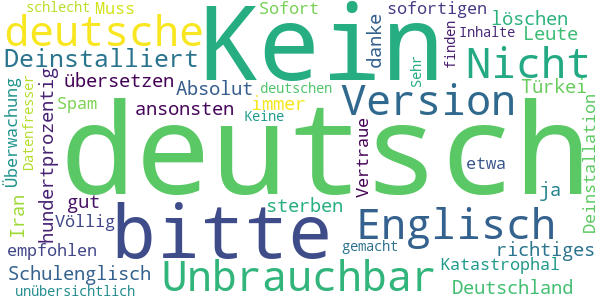 schlecht Muss Sofort sofortigen
deutsche Kein danke finden Inhalte löschen
Deinstalliert Leute
Überwachung Datenfresser hundertprozentig übersetzen Absolut deutschen Sehr Nicht
Spam ansonsten immer Keine Version Türkei
deutsch
Vertraue etwa ja Deinstallation
Iran gut sterben
Völlig bitte Englisch
empfohlen gemacht richtiges
Schulenglisch Unbrauchbar Katastrophal
unübersichtlich Deutschland